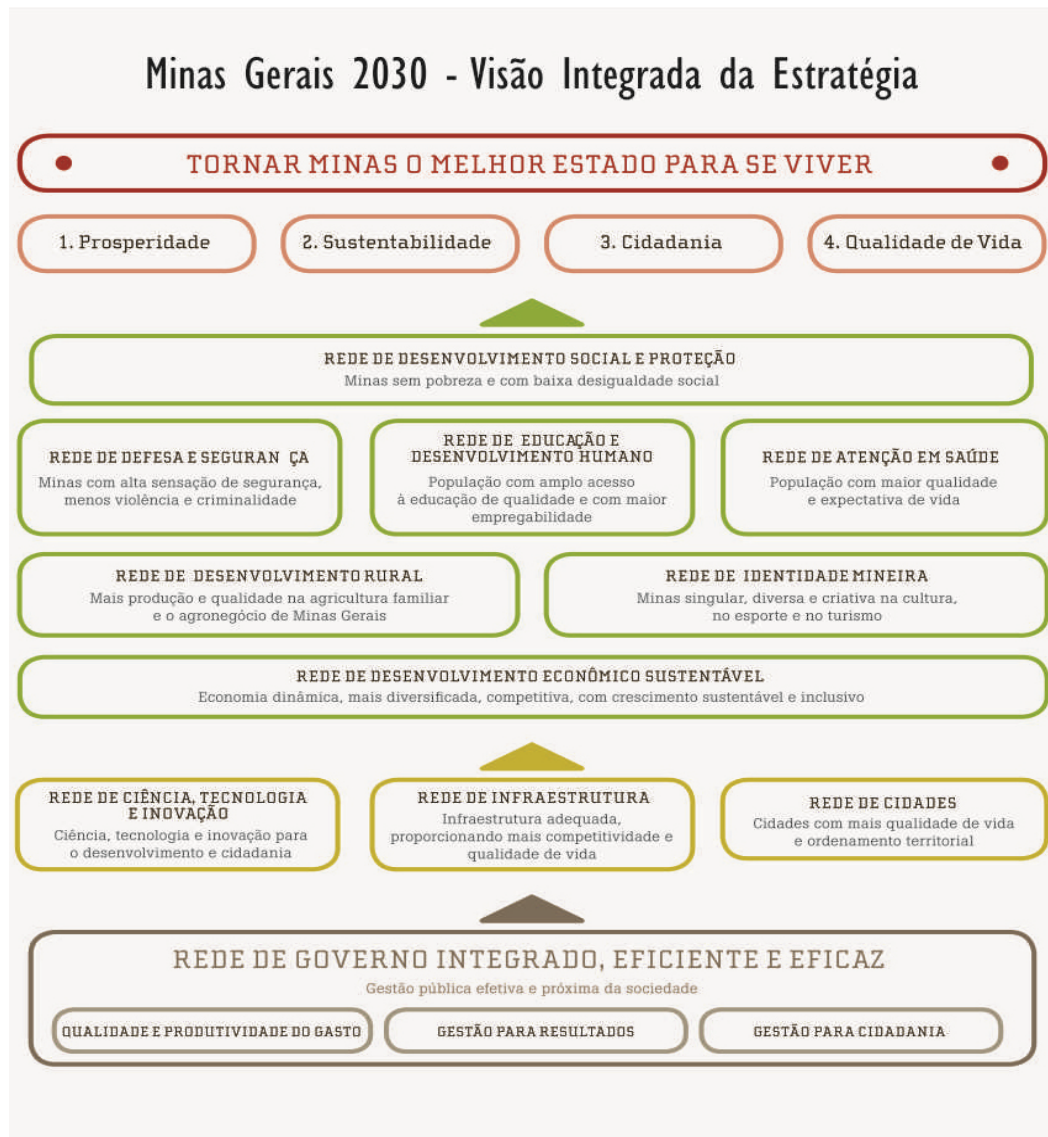 Minas Gerais 2030 - Visão Integrada da Estratégia
TORNAR MINAS O MELHOR ESTADO PARA SE VIVER
1. Prosperidade
2. Sustentabilidade
3. Cidadania
4. Qualidade de Vida
REDE DE DESENVOLVIMENTO SOCIAL E PROTEÇÃO
Minas sem pobreza e com baixa desigualdade social
REDE DE DEFESA E SEGURAN ÇA
Minas com alta sensação de segurança,
menos violência e criminalidade
REDE DE EDUCAÇÃO E
DESENVOLVIMENTO HUMANO
População com amplo acesso
à educação de qualidade e com maior
empregabilidade
REDE DE ATENÇÃO EM SAÚDE
População com maior qualidade
e expectativa de vida
REDE DE DESENVOLVIMENTO RURAL
Mais produção e qualidade na agricultura familiar
e o agronegócio de Minas Gerais
REDE DE IDENTIDADE MINEIRA
Minas singular, diversa e criativa na cultura,
no esporte e no turismo
REDE DE DESENVOLVIMENTO ECONÔMICO SUSTENTÁVEL
Economia dinâmica, mais diversificada, competitiva, com crescimento sustentável e inclusivo
REDE DE CIÊNCIA, TECNOLOGIA
E INOVAÇÃO
Ciência, tecnologia e inovação para
o desenvolvimento e cidadania
REDE DE INFRAESTRUTURA
Infraestrutura adequada,
proporcionando mais competitividade e
qualidade de vida
REDE DE CIDADES
Cidades com mais qualidade de vida
e ordenamento territorial
REDE DE GOVERNO INTEGRADO, EFICIENTE E EFICAZ
Gestão pública efetiva e próxima da sociedade
QUALIDADE E PRODUTIVIDADE DO GASTO
GESTÃO PARA RESULTADOS
GESTÃO PARA CIDADANIA